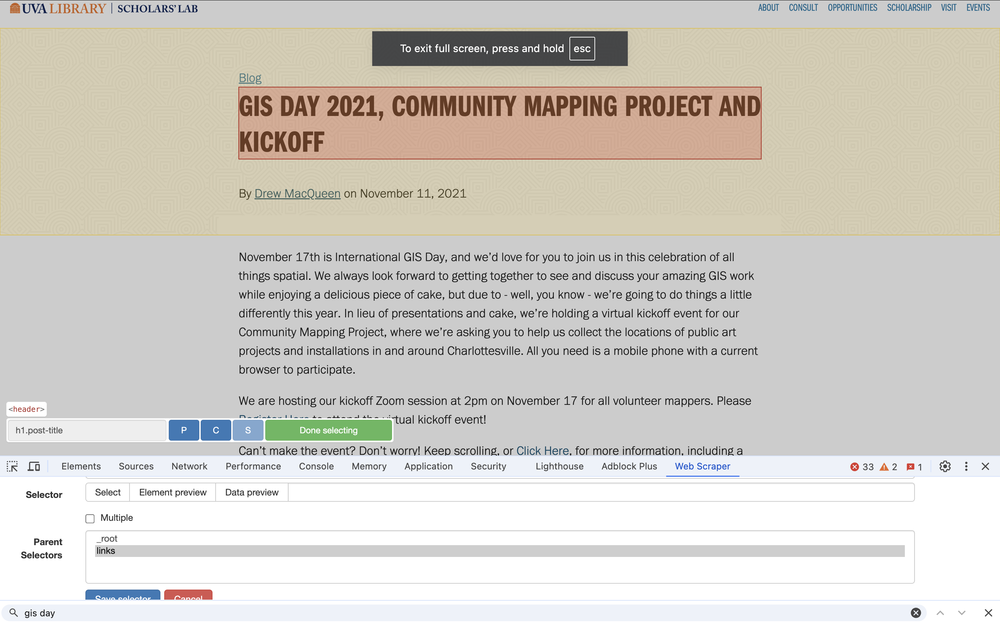 UVA LIBRARY | SCHOLARS' LAB
ABOUT CONSULT OPPORTUNITIES SCHOLARSHIP VISIT EVENTS
To exit full screen, press and hold esc
Blog
GIS DAY 2021, COMMUNITY MAPPING PROJECT AND
KICKOFF
By Drew MacQueen on November 11, 2021
November 17th is International GIS Day, and we’d love for you to join us in this celebration of all
things spatial. We always look forward to getting together to see and discuss your amazing GIS work
while enjoying a delicious piece of cake, but due to - well, you know - we’re going to do things a little
differently this year. In lieu of presentations and cake, we’re holding a virtual kickoff event for our
Community Mapping Project, where we’re asking you to help us collect the locations of public art
projects and installations in and around Charlottesville. All you need is a mobile phone with a current
browser to participate.
We are hosting our kickoff Zoom session at 2pm on November 17 for all volunteer mappers. Please
Register Here to attend the virtual kickoff event!
<header>
h1.post-title P C S Done selecting
Can’t make the event? Don’t worry! Keep scrolling, or Click Here, for more information, including a
Elements Sources Network Performance Console Memory Application Security Lighthouse Adblock Plus Web Scraper 33 2 1
Selector Select Element preview Data preview
Multiple
Parent
Selectors
_root
links
Save selector Cancel
gis day